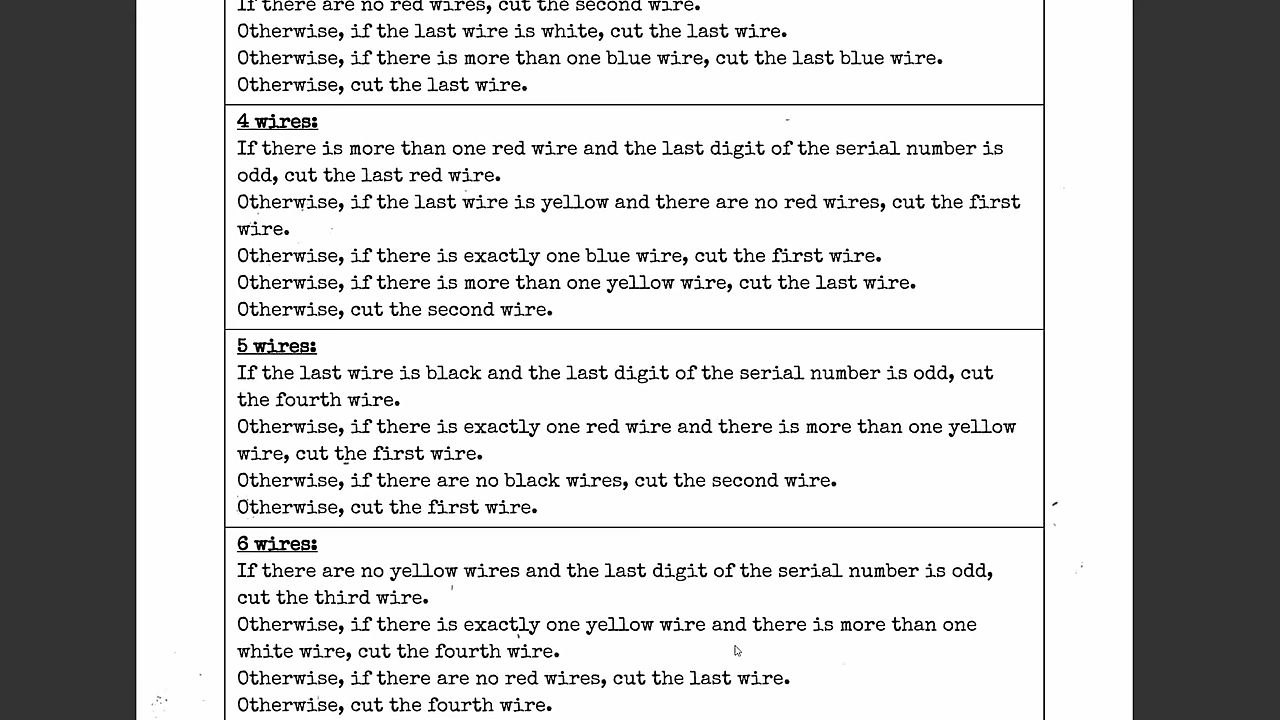 If there are no red wires, cut the second wire.
Otherwise, if the last wire is white, cut the last wire.
Otherwise, if there is more than one blue wire, cut the last blue wire.
Otherwise, cut the last wire.
4 wires:
If there is more than one red wire and the last digit of the serial number is
odd, cut the last red wire.
Otherwise, if the last wire is yellow and there are no red wires, cut the first
wire.
Otherwise, if there is exactly one blue wire, cut the first wire.
Otherwise, if there is more than one yellow wire, cut the last wire.
Otherwise, cut the second wire.
5 wires:
If the last wire is black and the last digit of the serial number is odd, cut
the fourth wire.
Otherwise, if there is exactly one red wire and there is more than one yellow
wire, cut the first wire.
Otherwise, if there are no black wires, cut the second wire.
Otherwise, cut the first wire.
6 wires:
If there are no yellow wires and the last digit of the serial number is odd,
cut the third wire.
Otherwise, if there is exactly one yellow wire and there is more than one
white wire, cut the fourth wire.
Otherwise, if there are no red wires, cut the last wire.
Otherwise, cut the fourth wire.